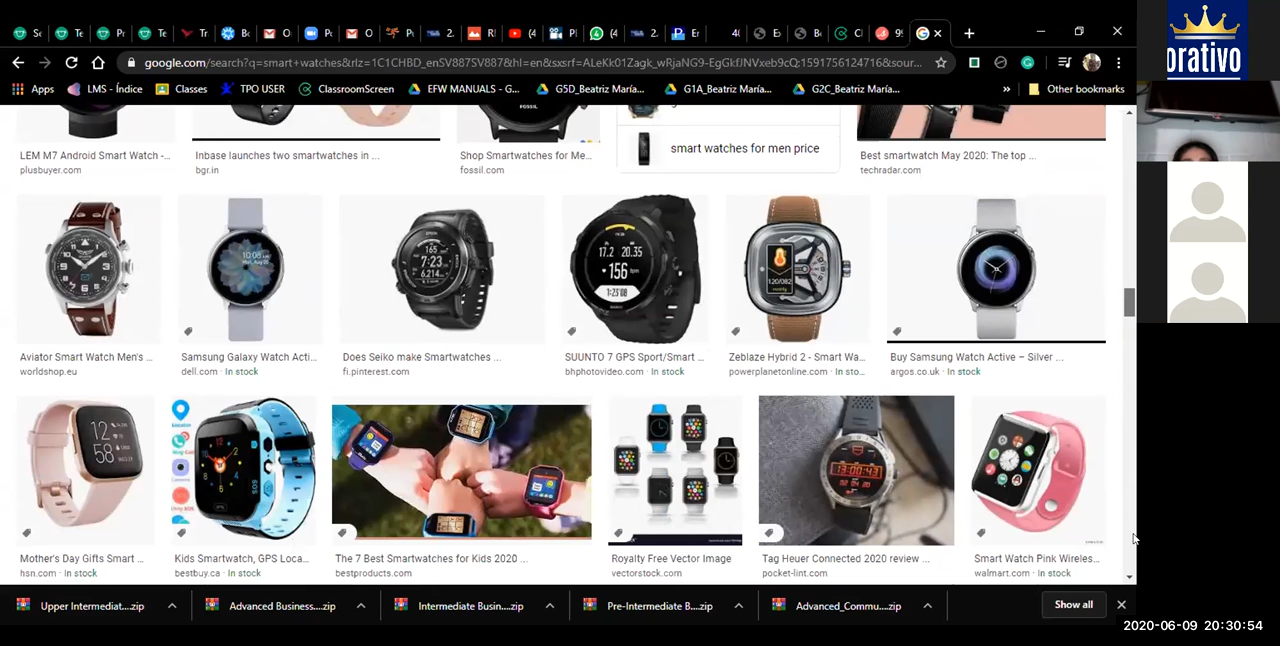 orativo
google.com/search?q=smart+watches&rlz=1C1CHBD_enSV887SV887&hl=en&sxsrf=ALeKk01Zagk_wRjaNG9-EgGkfJNVxeb9cQ:1591756124716&sour...
Apps LMS - Índice Classes TPO USER ClassroomScreen EFW MANUALS - G... G5D_Beatriz María... G1A_Beatriz María... G2C_Beatriz María... » Other bookmarks
FOSSIL
smart watches for men price
LEM M7 Android Smart Watch -...
plusbuyer.com
Inbase launches two smartwatches in ...
bgr.in
Shop Smartwatches for Me...
fossil.com
Best smartwatch May 2020: The top ...
techradar.com
Aviator Smart Watch Men's ...
worldshop.eu
Samsung Galaxy Watch Acti...
dell.com · In stock
Does Seiko make Smartwatches ...
fi.pinterest.com
SUUNTO 7 GPS Sport/Smart ...
bhphotovideo.com · In stock
Zeblaze Hybrid 2 - Smart Wa...
powerplanetonline.com · In sto...
Buy Samsung Watch Active – Silver ...
argos.co.uk · In stock
Mother's Day Gifts Smart ...
hsn.com · In stock
Kids Smartwatch, GPS Loca...
bestbuy.ca · In stock
The 7 Best Smartwatches for Kids 2020 ...
bestproducts.com
Royalty Free Vector Image
vectorstock.com
Tag Heuer Connected 2020 review ...
pocket-lint.com
Smart Watch Pink Wireles...
walmart.com · In stock
Upper Intermediat....zip
Advanced Business....zip
Intermediate Busin....zip
Pre-Intermediate B....zip
Advanced_Commu....zip
Show all
2020-06-09 20:30:54